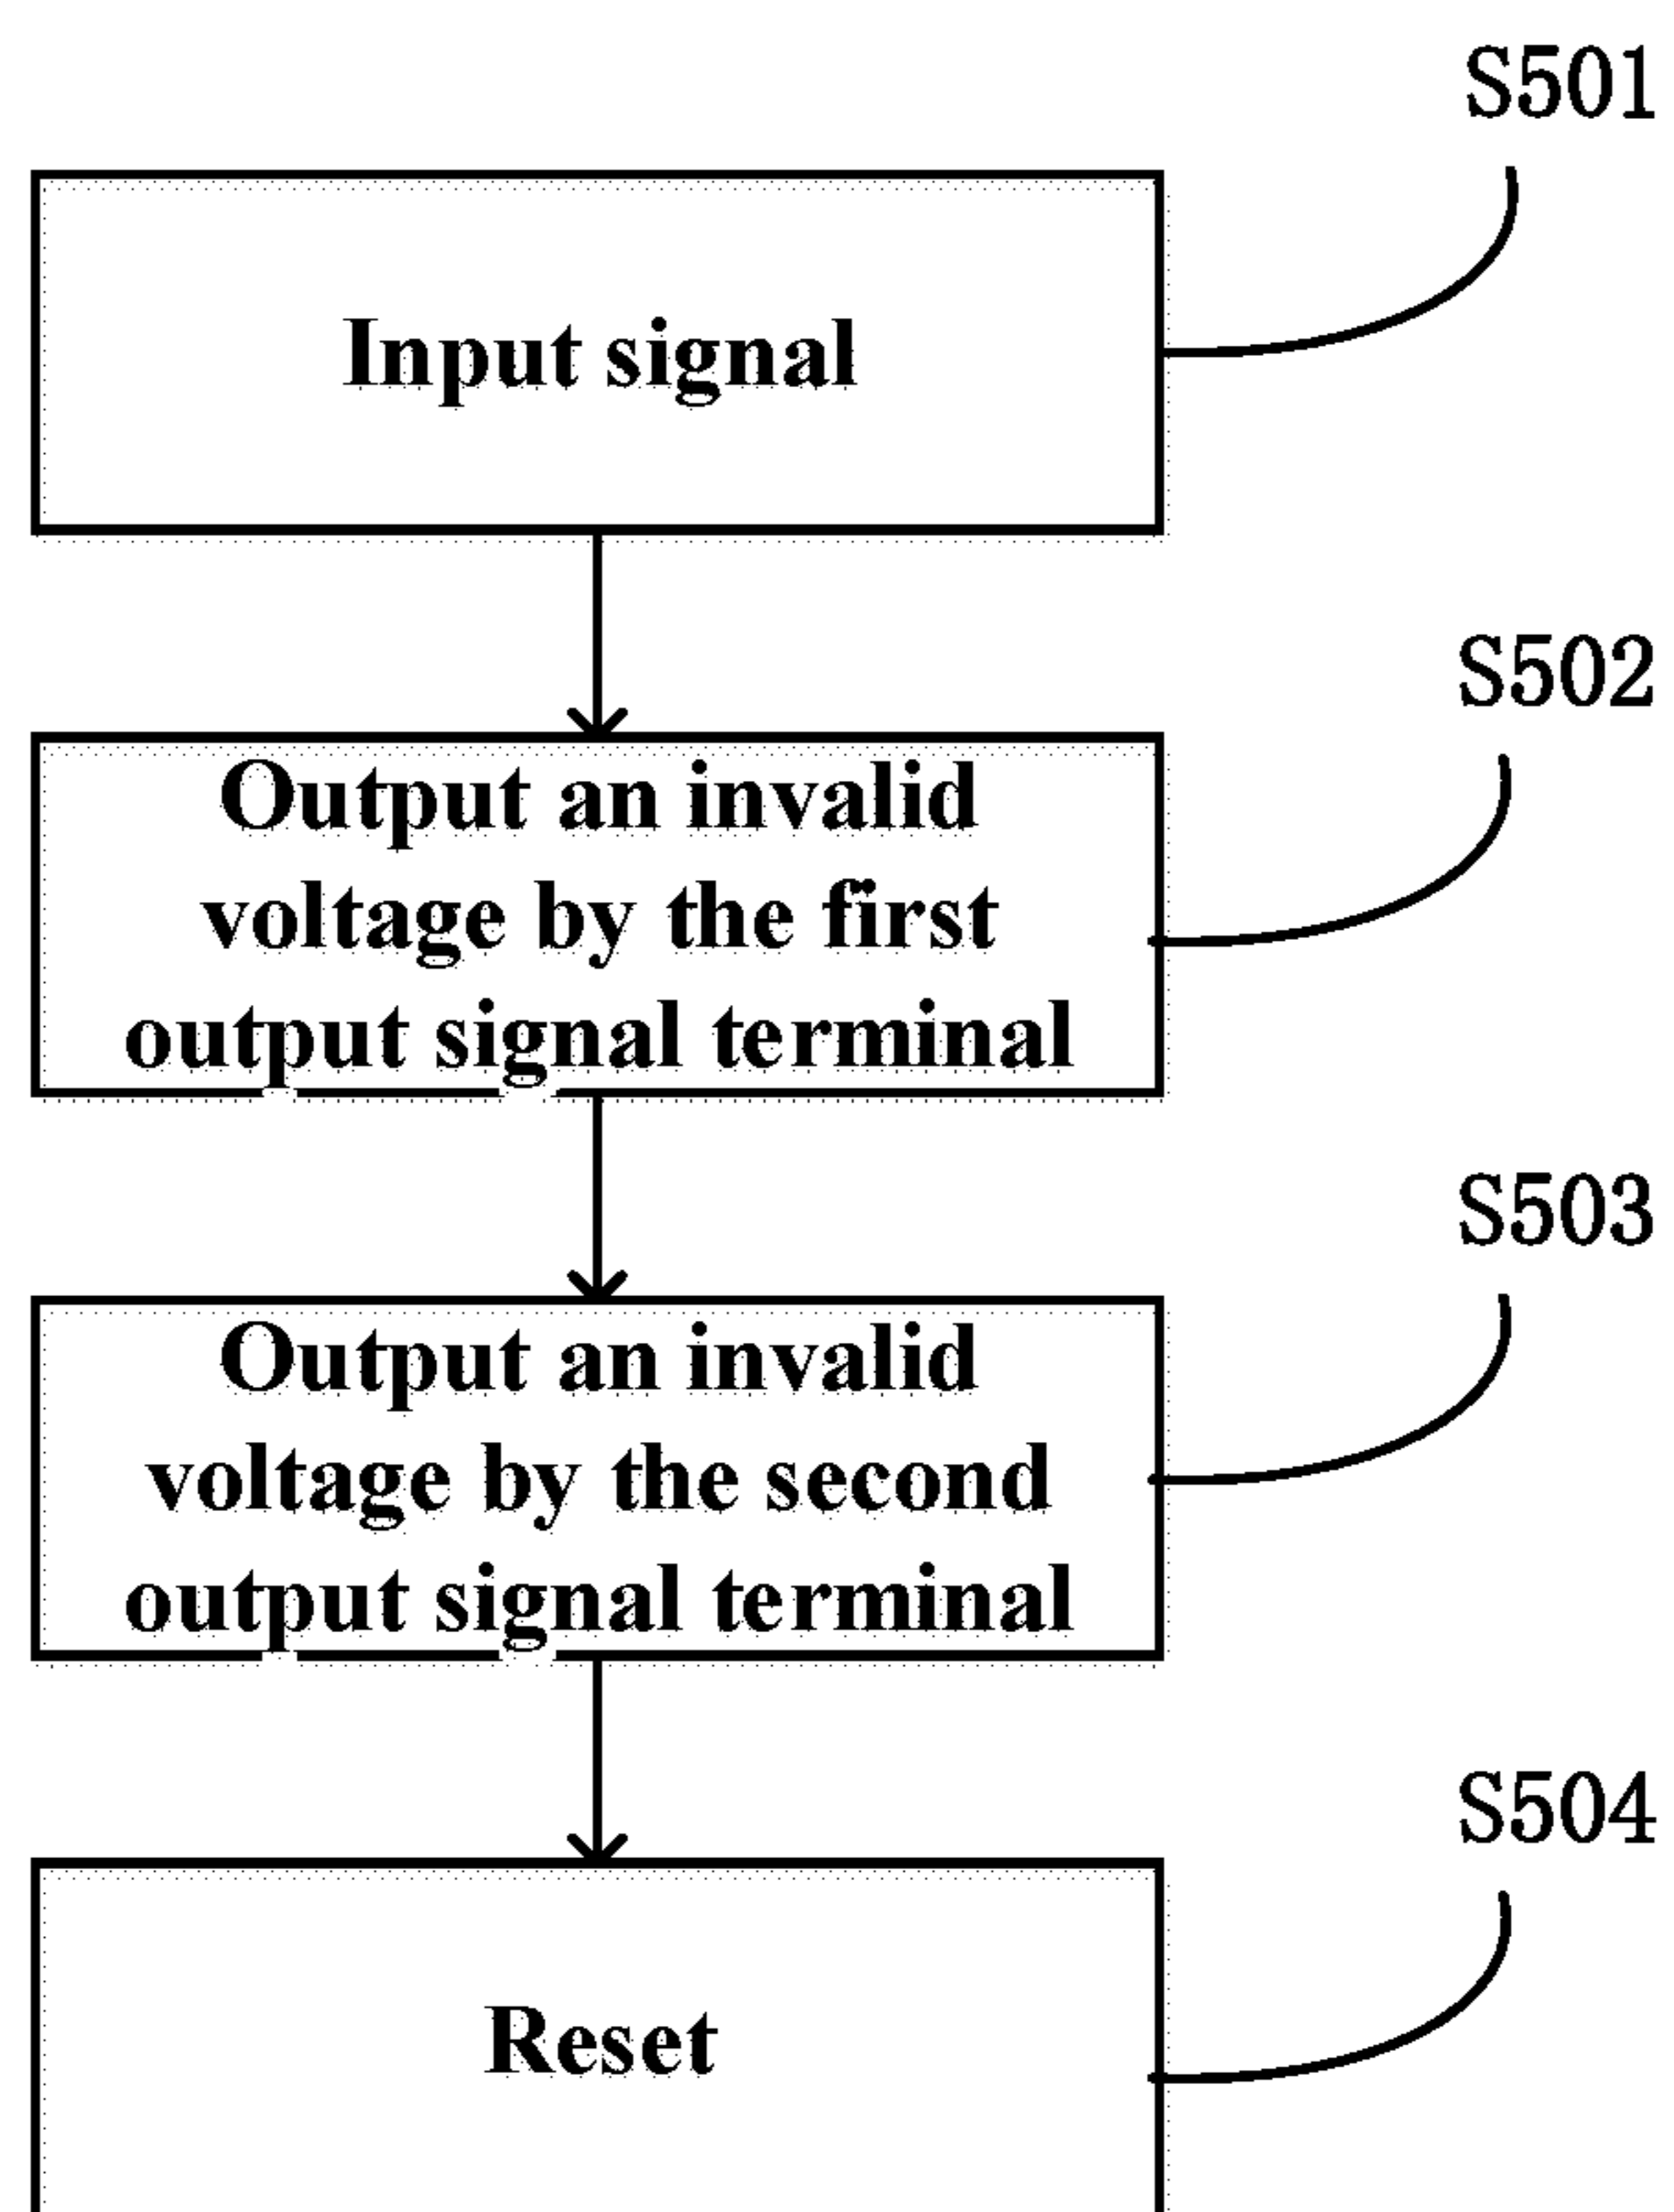 S501
Input signal
S502
Output an invalid
voltage by the first
output signal terminal
S503
Output an invalid
voltage by the second
output signal terminal
S504
Reset